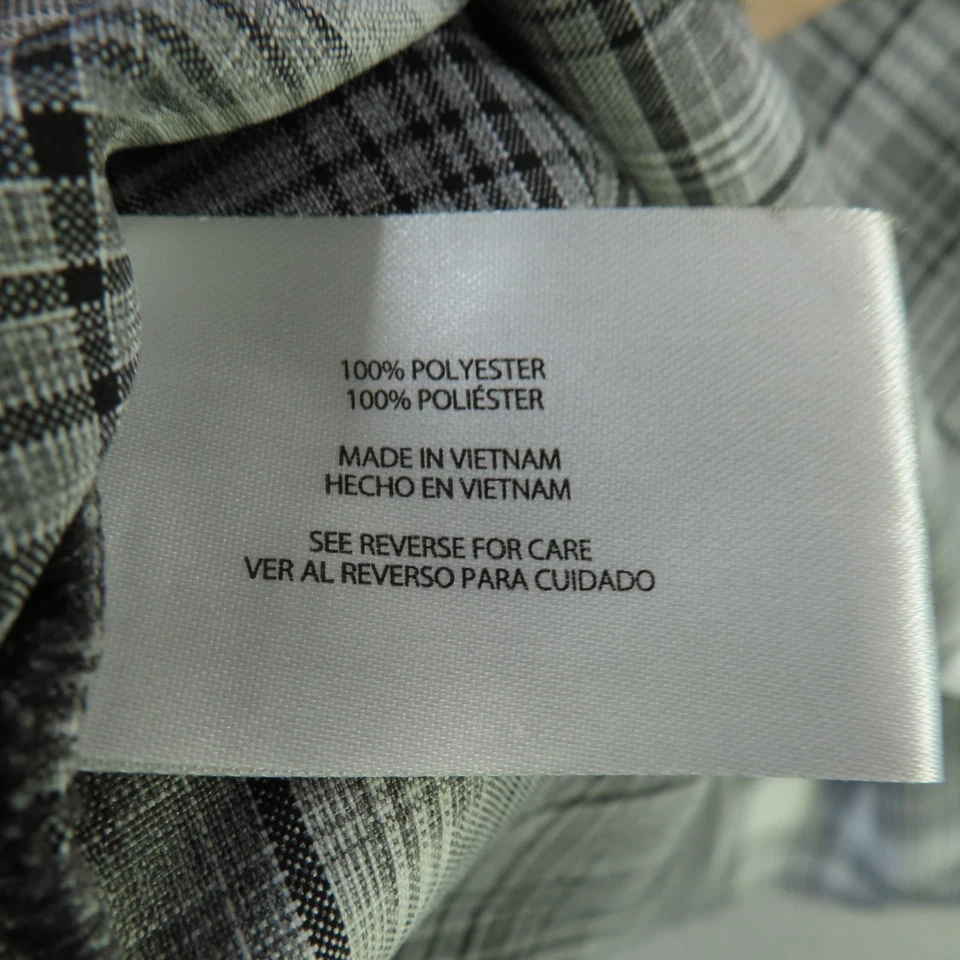 100% POLYESTER
100% POLIÉSTER
MADE IN VIETNAM
HECHO EN VIETNAM
SEE REVERSE FOR CARE
VER AL REVERSO PARA CUIDADO